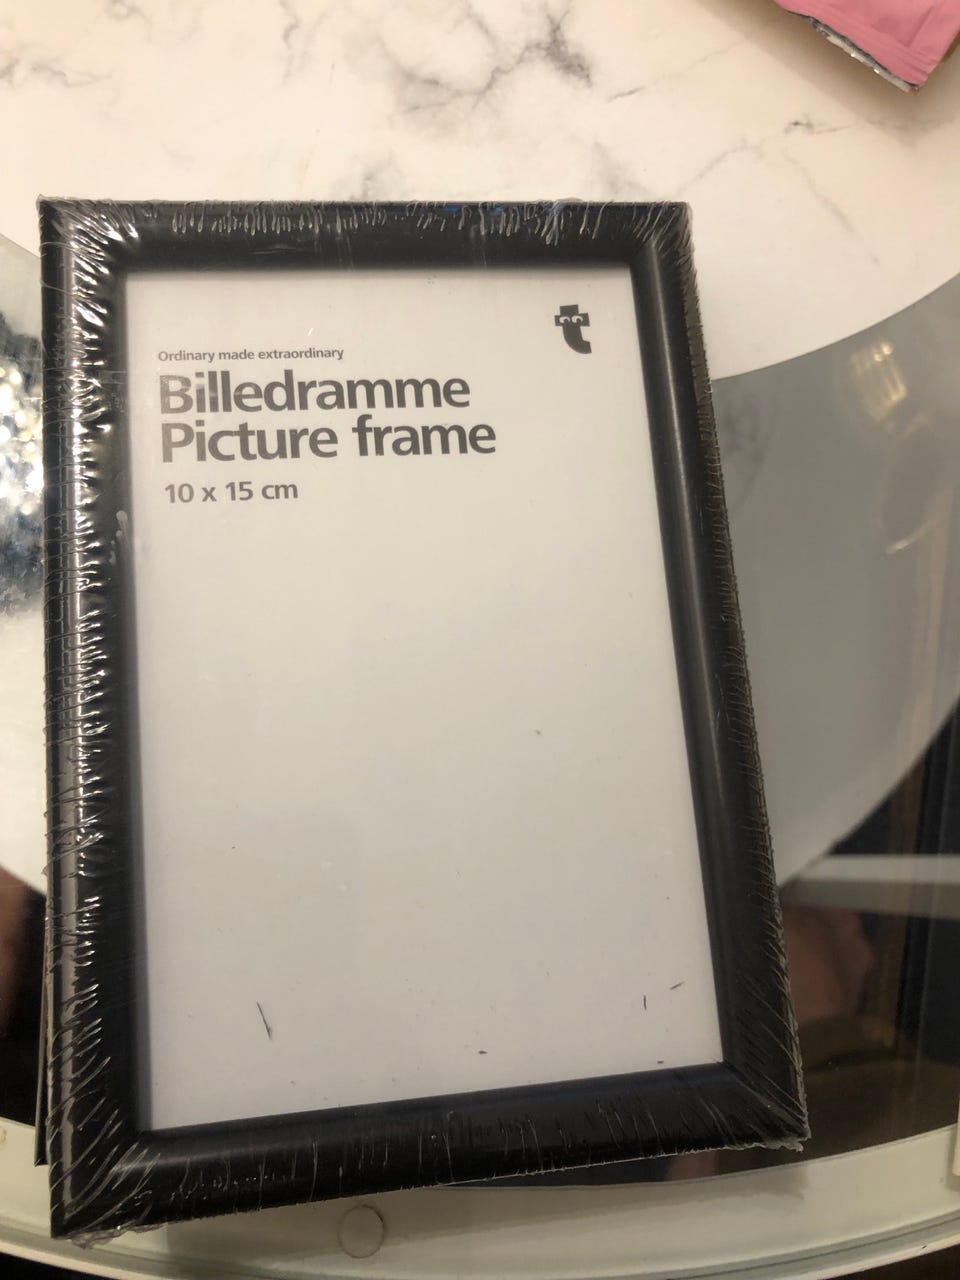 Ordinary made extraordinary
Billedramme
Picture frame
10 x 15 cm